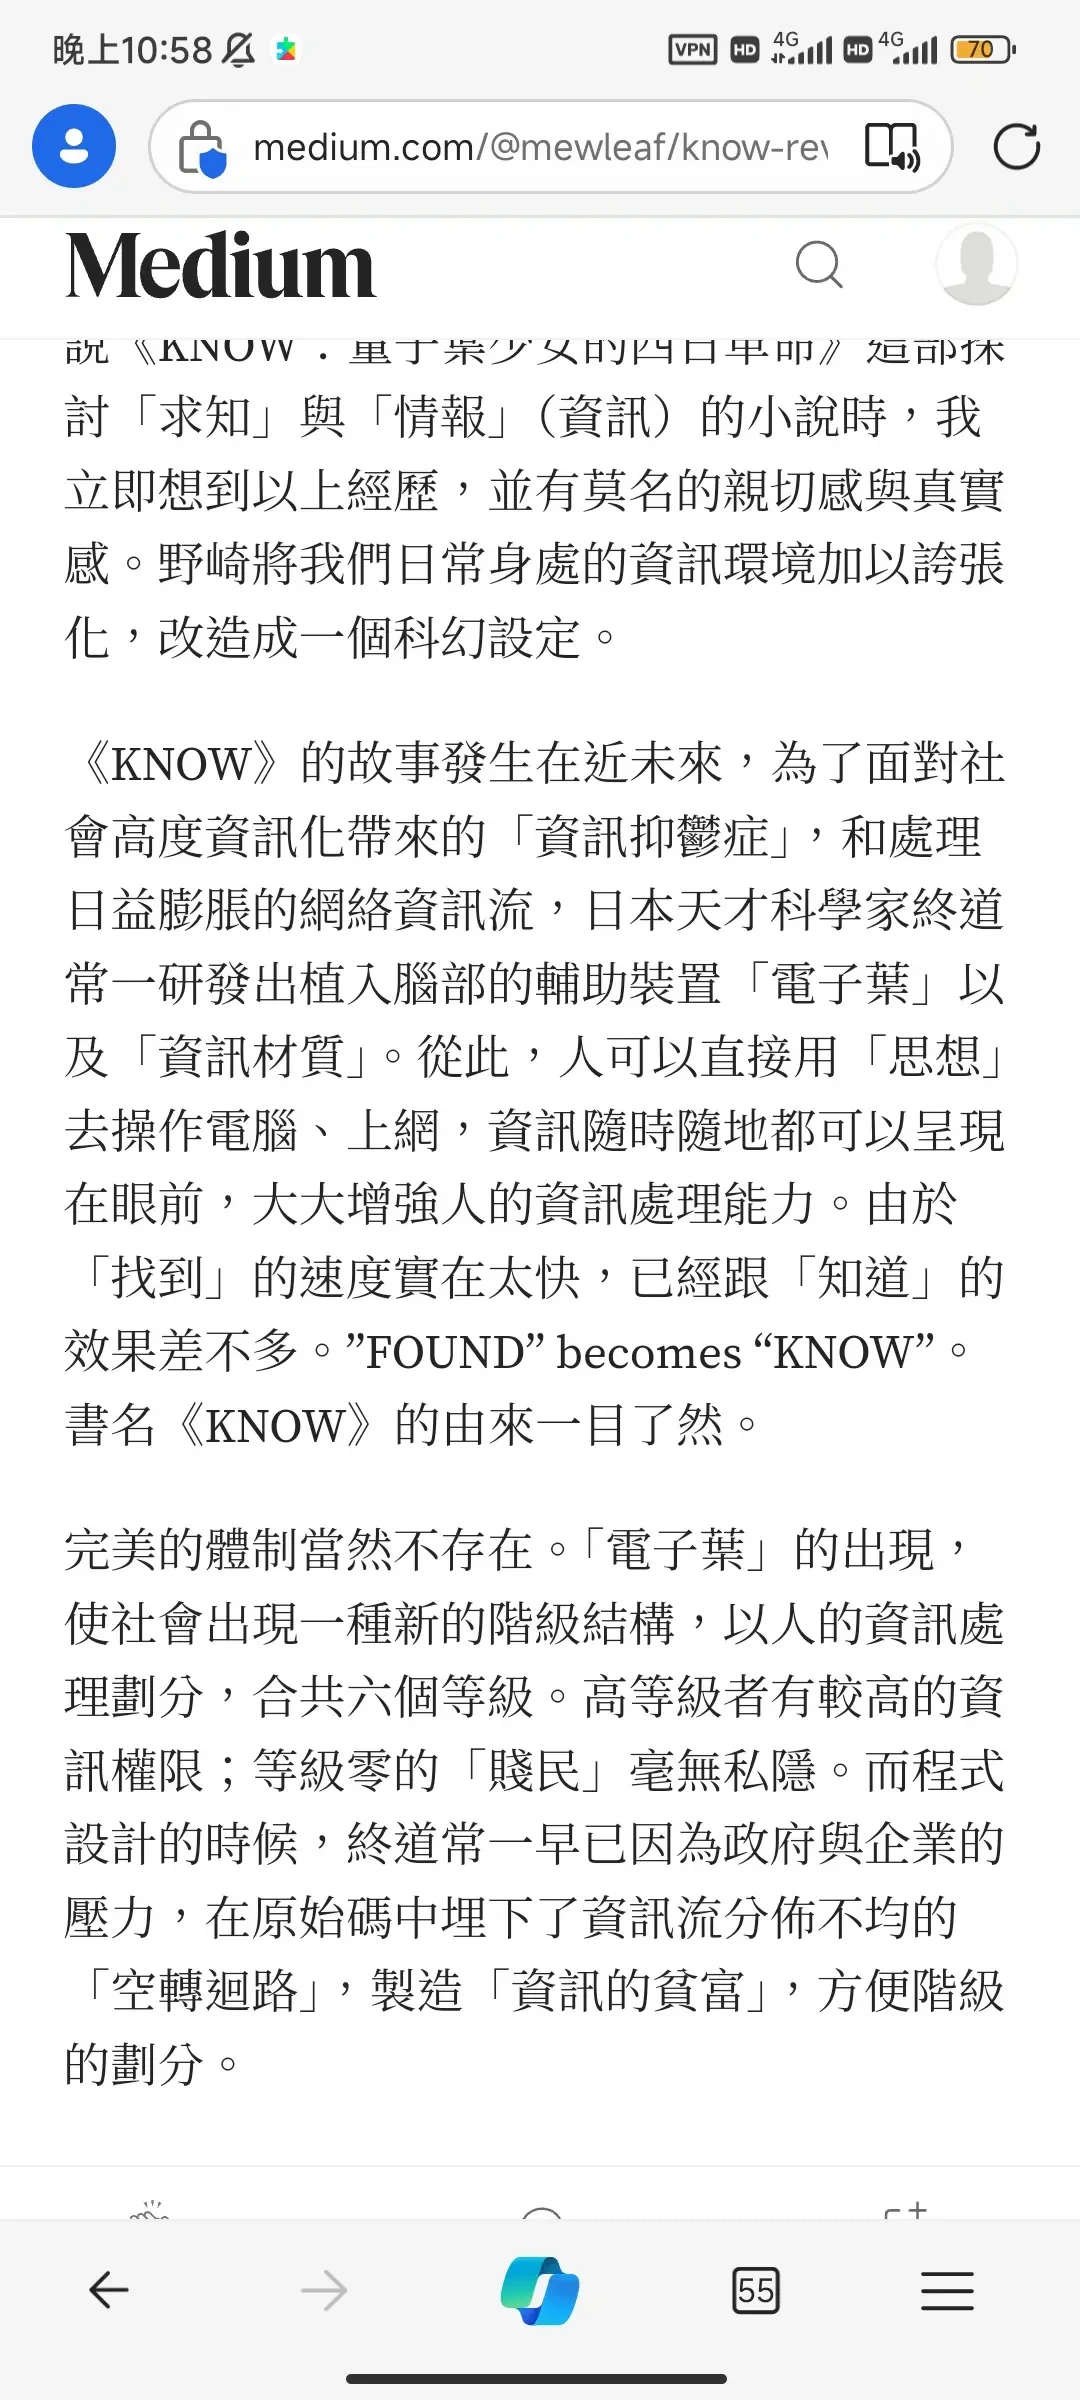 晚上10:58
VPN HD 4G HD 4G 70
medium.com/@mewleaf/know-rev
Medium
說《KNOW：量子葉少女的四日革命》這部探
討「求知」與「情報」（資訊）的小說時，我
立即想到以上經歷，並有莫名的親切感與真實
感。野崎將我們日常身處的資訊環境加以誇張
化，改造成一個科幻設定。
《KNOW》的故事發生在近未來，為了面對社
會高度資訊化帶來的「資訊抑鬱症」，和處理
日益膨脹的網絡資訊流，日本天才科學家終道
常一研發出植入腦部的輔助裝置「電子葉」以
及「資訊材質」。從此，人可以直接用「思想」
去操作電腦、上網，資訊隨時隨地都可以呈現
在眼前，大大增強人的資訊處理能力。由於
「找到」的速度實在太快，已經跟「知道」的
效果差不多。”FOUND” becomes “KNOW”。
書名《KNOW》的由來一目了然。
完美的體制當然不存在。「電子葉」的出現，
使社會出現一種新的階級結構，以人的資訊處
理劃分，合共六個等級。高等級者有較高的資
訊權限；等級零的「賤民」毫無私隱。而程式
設計的時候，終道常一早已因為政府與企業的
壓力，在原始碼中埋下了資訊流分佈不均的
「空轉迴路」，製造「資訊的貧富」，方便階級
的劃分。
55